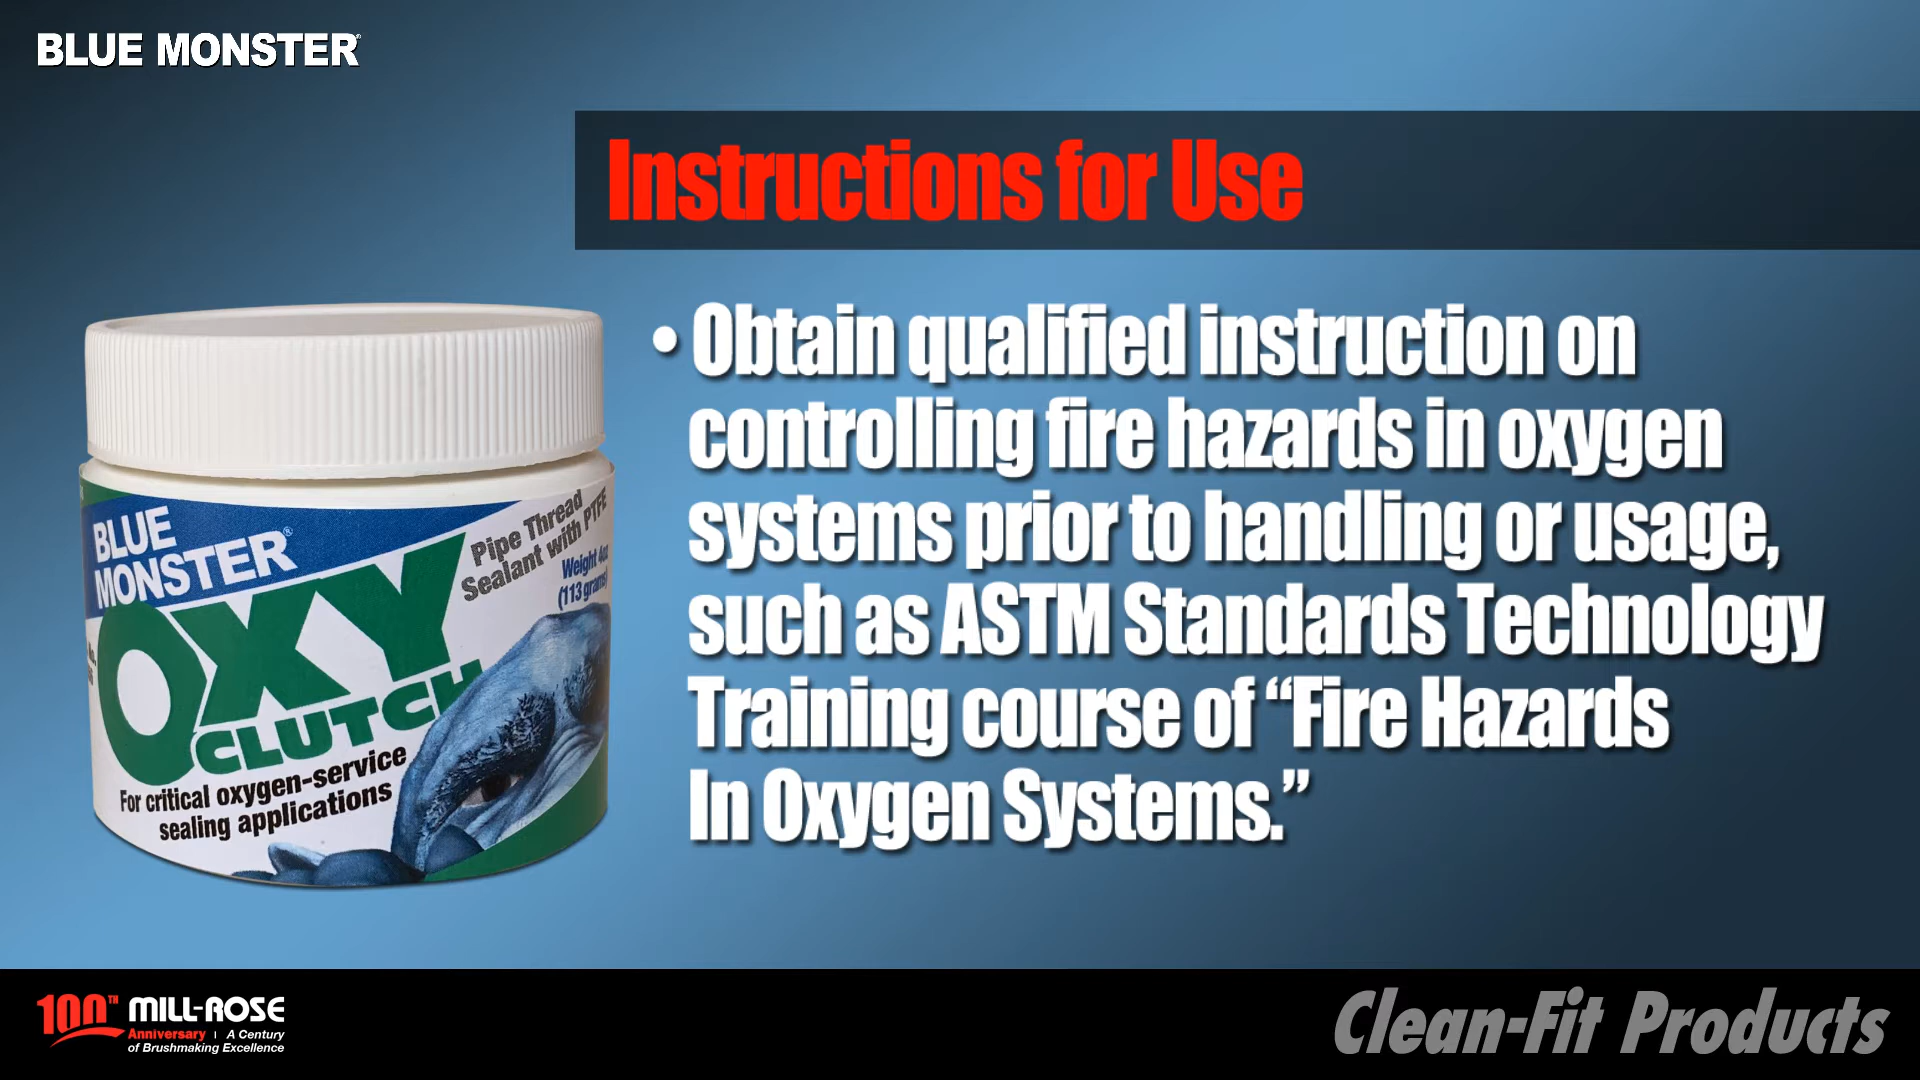 BLUE MONSTER®
Instructions for Use
• Obtain qualified instruction on
controlling fire hazards in oxygen
systems prior to handling or usage,
such as ASTM Standards Technology
Training course of “Fire Hazards
In Oxygen Systems.”
BLUE
MONSTER®
Pipe Thread
Sealant with PTFE
Weight 4oz
(113 grams)
OXY
CLUTCH
For critical oxygen-service
sealing applications
100TH MILL-ROSE
Anniversary | A Century
of Brushmaking Excellence
Clean-Fit Products